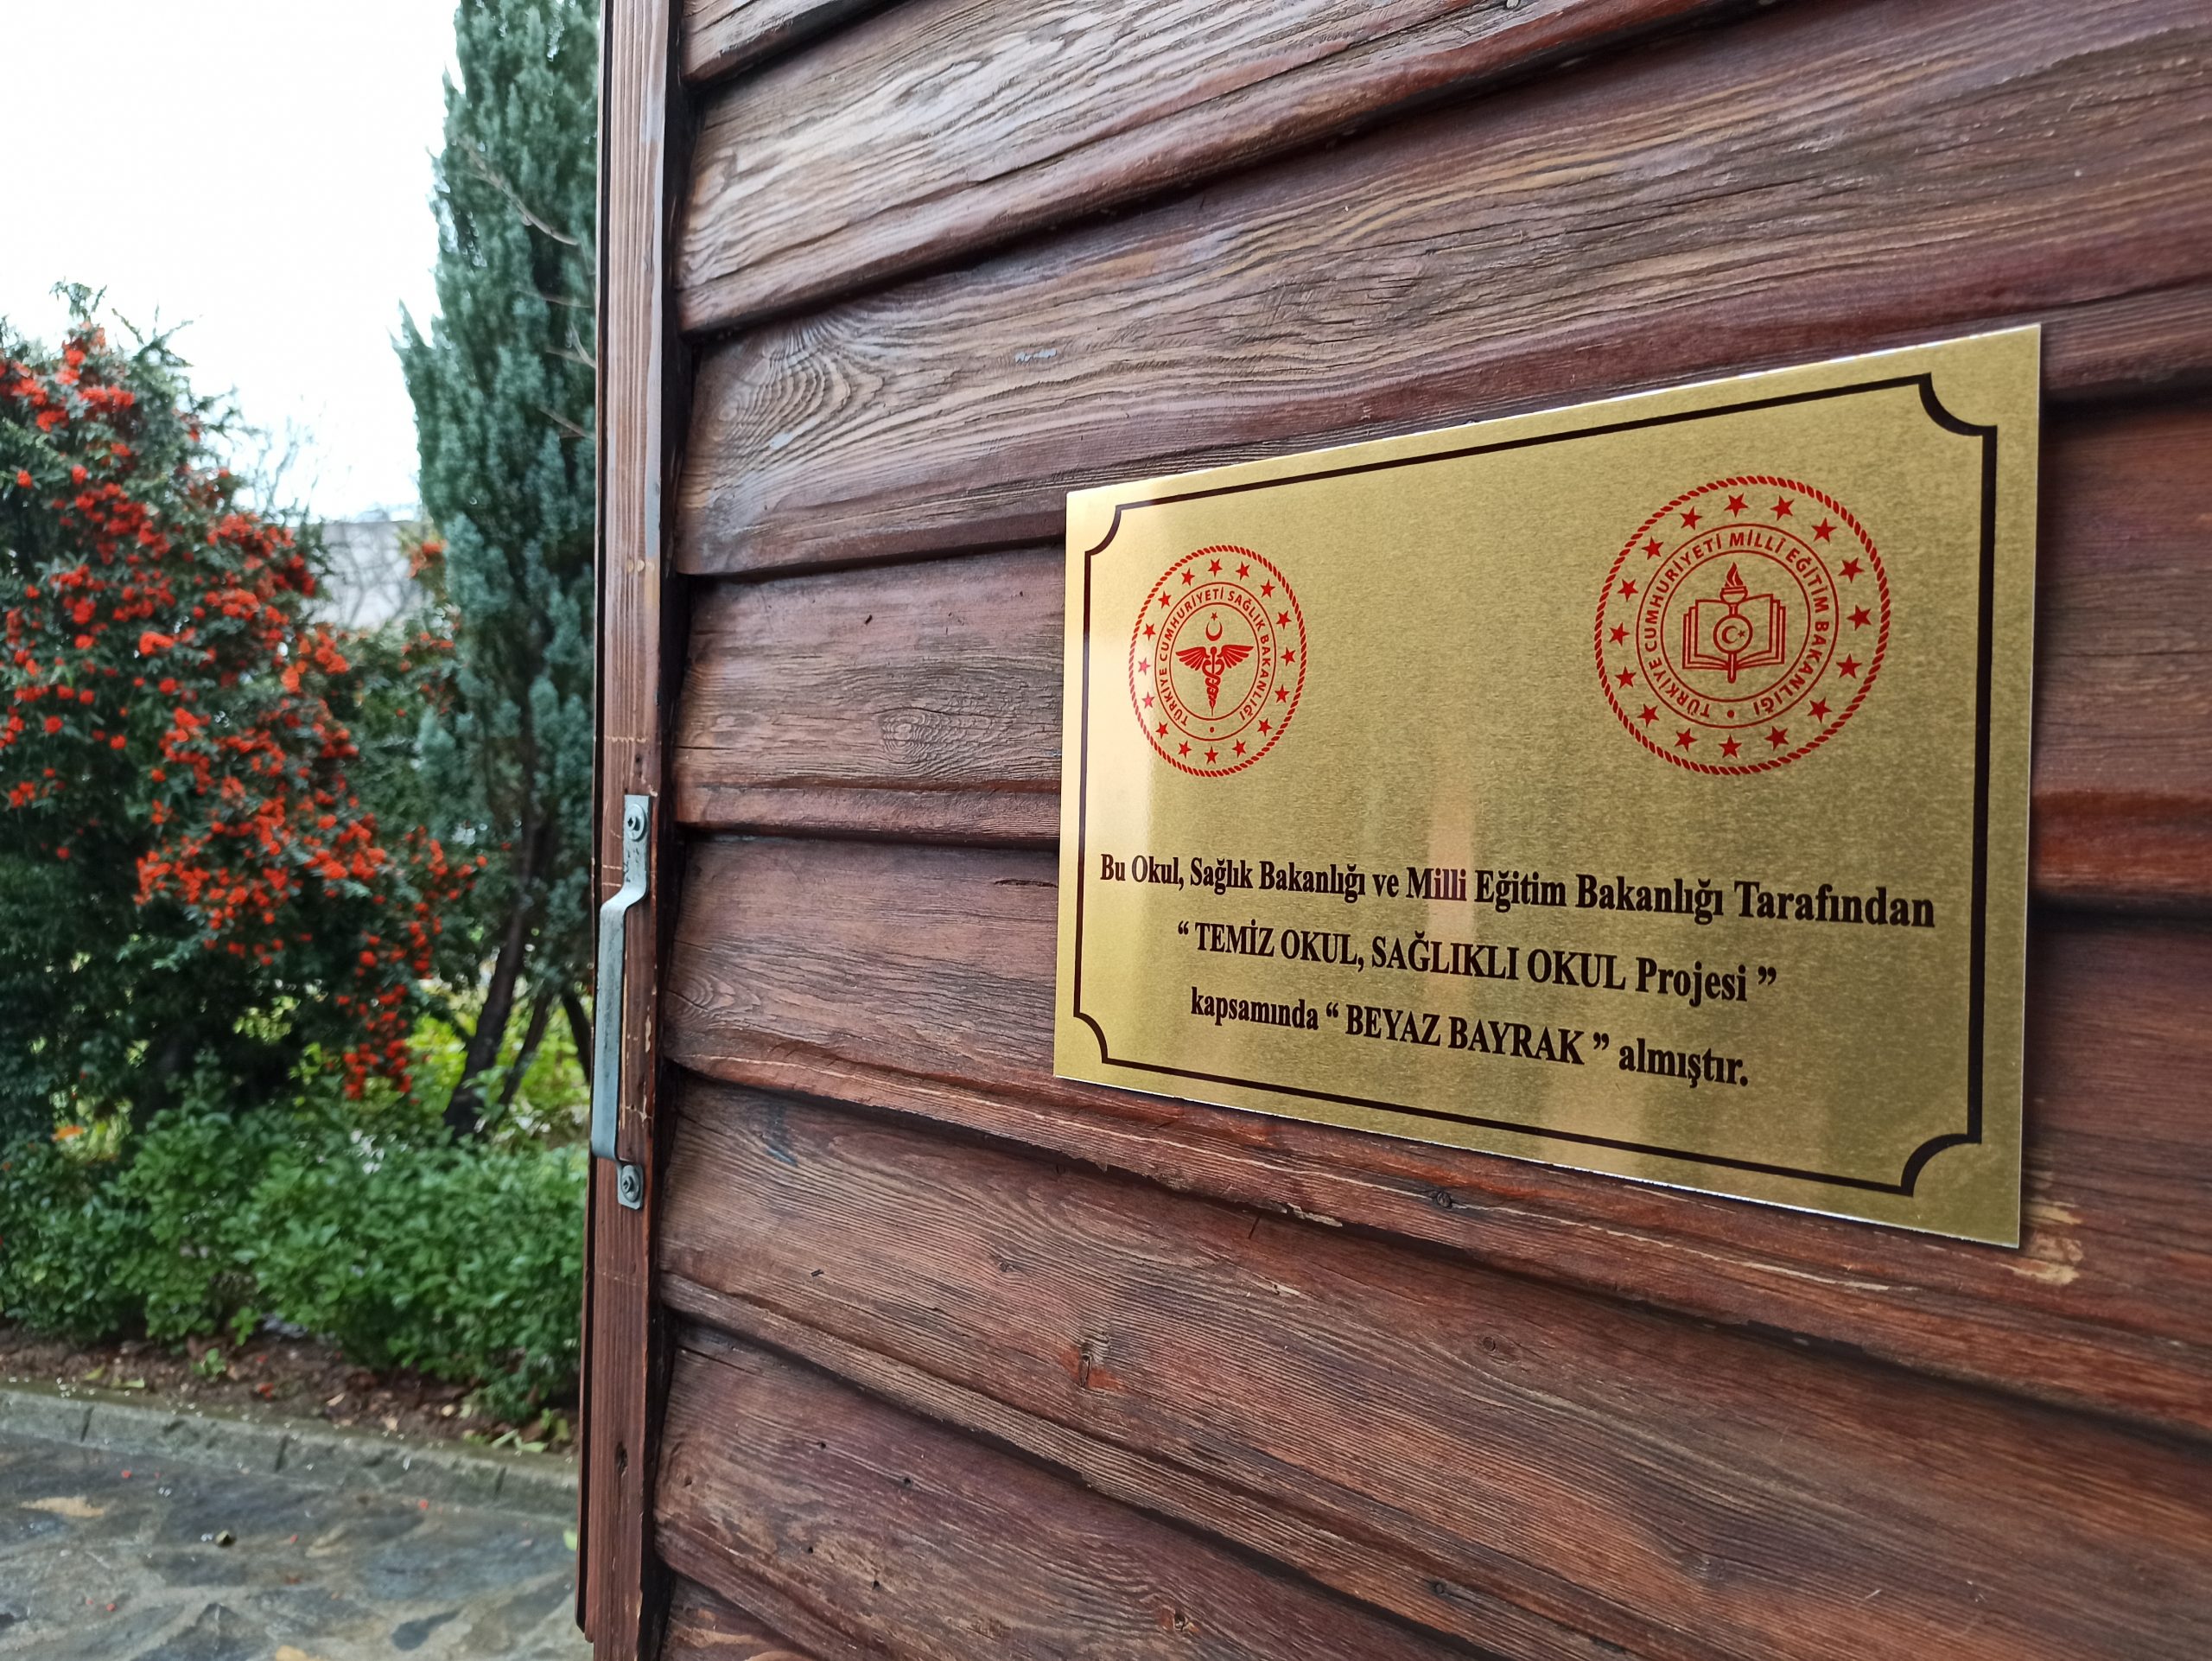 TÜRKİYE CUMHURİYETİ SAĞLIK BAKANLIĞI
TÜRKİYE CUMHURİYETİ MİLLİ EĞİTİM BAKANLIĞI
Bu Okul, Sağlık Bakanlığı ve Milli Eğitim Bakanlığı Tarafından
“ TEMİZ OKUL, SAĞLIKLI OKUL Projesi ”
kapsamında “ BEYAZ BAYRAK ” almıştır.